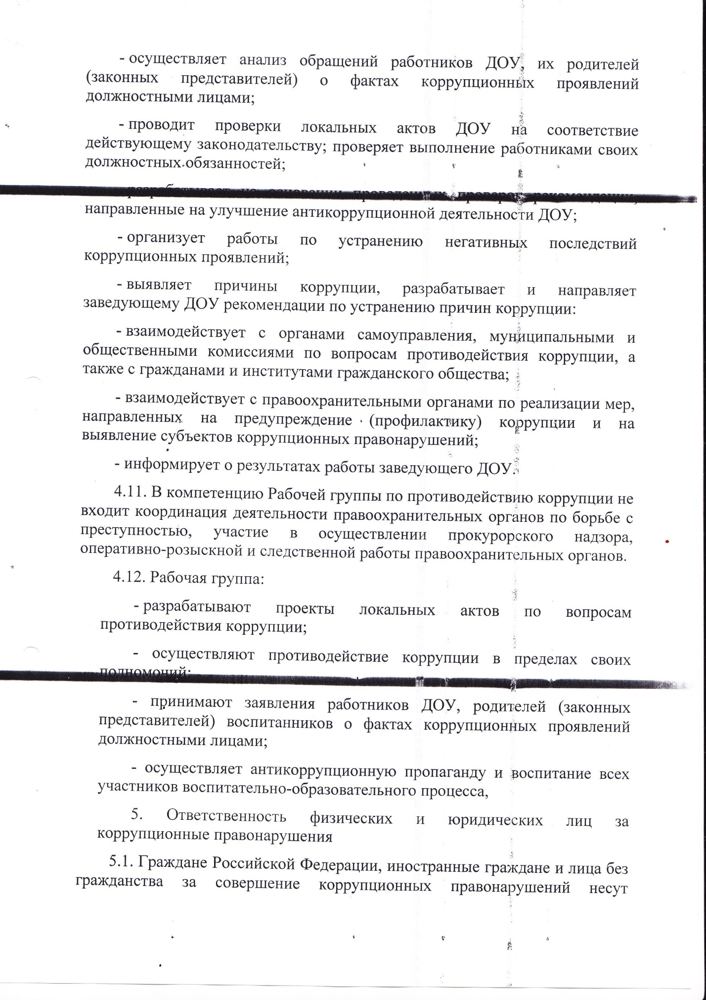 - осуществляет анализ обращений работников ДОУ, их родителей
(законных представителей) о фактах коррупционных проявлений
должностными лицами;
- проводит проверки локальных актов ДОУ на соответствие
действующему законодательству; проверяет выполнение работниками своих
должностных обязанностей;
разрабатывает на основании проведенных проверок рекомендации,
направленные на улучшение антикоррупционной деятельности ДОУ;
- организует работы по устранению негативных последствий
коррупционных проявлений;
- выявляет причины коррупции, разрабатывает и направляет
заведующему ДОУ рекомендации по устранению причин коррупции:
- взаимодействует с органами самоуправления, муниципальными и
общественными комиссиями по вопросам противодействия коррупции, а
также с гражданами и институтами гражданского общества;
- взаимодействует с правоохранительными органами по реализации мер,
направленных на предупреждение (профилактику) коррупции и на
выявление субъектов коррупционных правонарушений;
- информирует о результатах работы заведующего ДОУ.
4.11. В компетенцию Рабочей группы по противодействию коррупции не
входит координация деятельности правоохранительных органов по борьбе с
преступностью, участие в осуществлении прокурорского надзора,
оперативно-розыскной и следственной работы правоохранительных органов.
4.12. Рабочая группа:
- разрабатывают проекты локальных актов по вопросам
противодействия коррупции;
- осуществляют противодействие коррупции в пределах своих
полномочий;
- принимают заявления работников ДОУ, родителей (законных
представителей) воспитанников о фактах коррупционных проявлений
должностными лицами;
- осуществляет антикоррупционную пропаганду и воспитание всех
участников воспитательно-образовательного процесса,
5. Ответственность физических и юридических лиц за
коррупционные правонарушения
5.1. Граждане Российской Федерации, иностранные граждане и лица без
гражданства за совершение коррупционных правонарушений несут